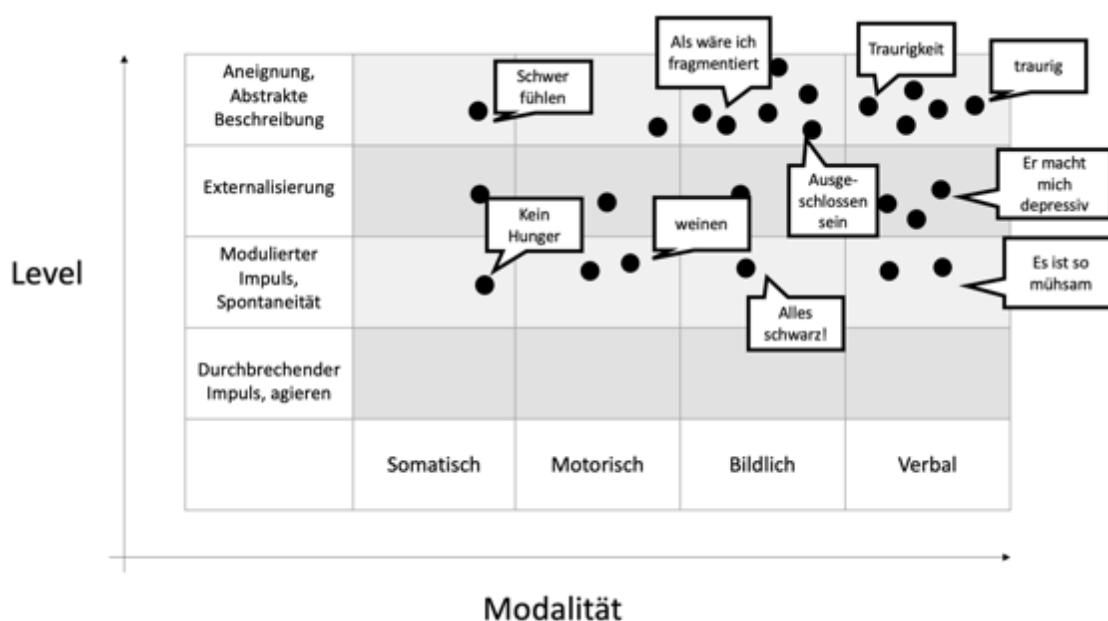 Level
Aneignung,
Abstrakte
Beschreibung
Schwer
fühlen
Als wäre ich
fragmentiert
Traurigkeit
traurig
Externalisierung
Kein
Hunger
weinen
Ausge-
schlossen
sein
Er macht
mich
depressiv
Modulierter
Impuls,
Spontaneität
Alles
schwarz!
Es ist so
mühsam
Durchbrechender
Impuls, agieren
Somatisch
Motorisch
Bildlich
Verbal
Modalität